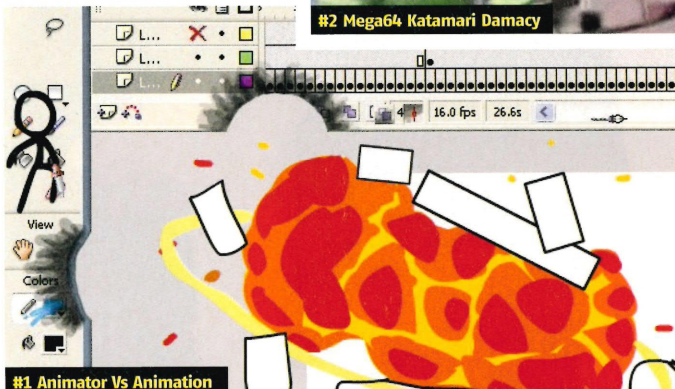 #2 Mega64 Katamari Damacy
L...
L...
L...
16.0 fps
26.6s
View
Colors
#1 Animator Vs Animation